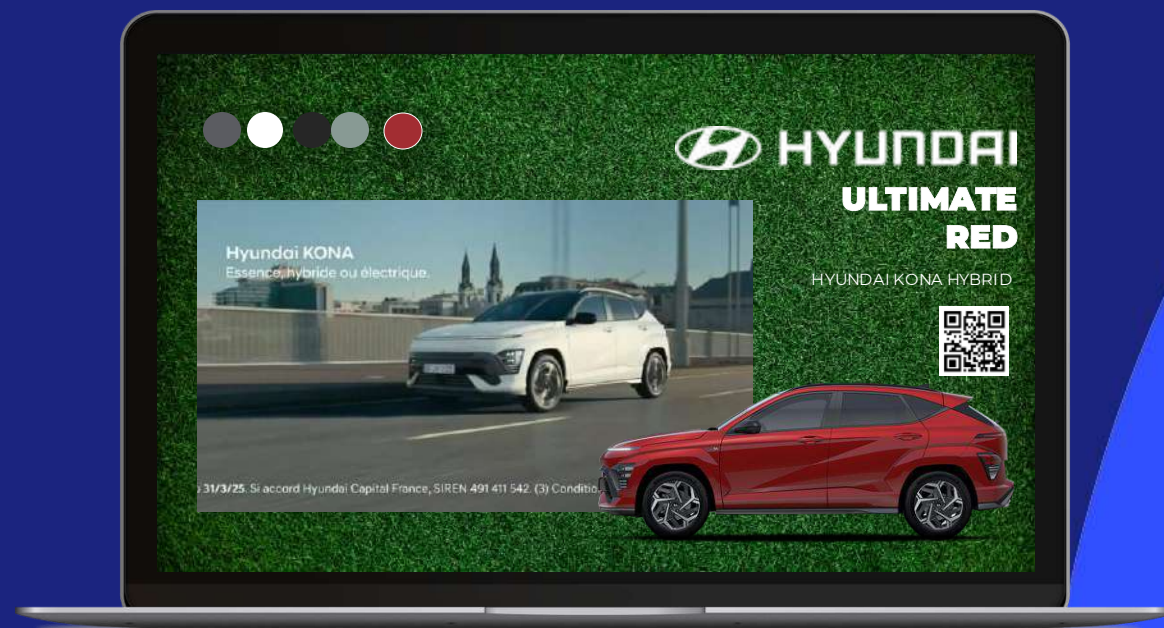 HYUNDAI
ULTIMATE
RED
HYUNDAI KONA HYBRID
Hyundai KONA
Essence, hybride ou électrique.
31/3/25. Si accord Hyundai Capital France, SIREN 491 411 542. (3) Conditio